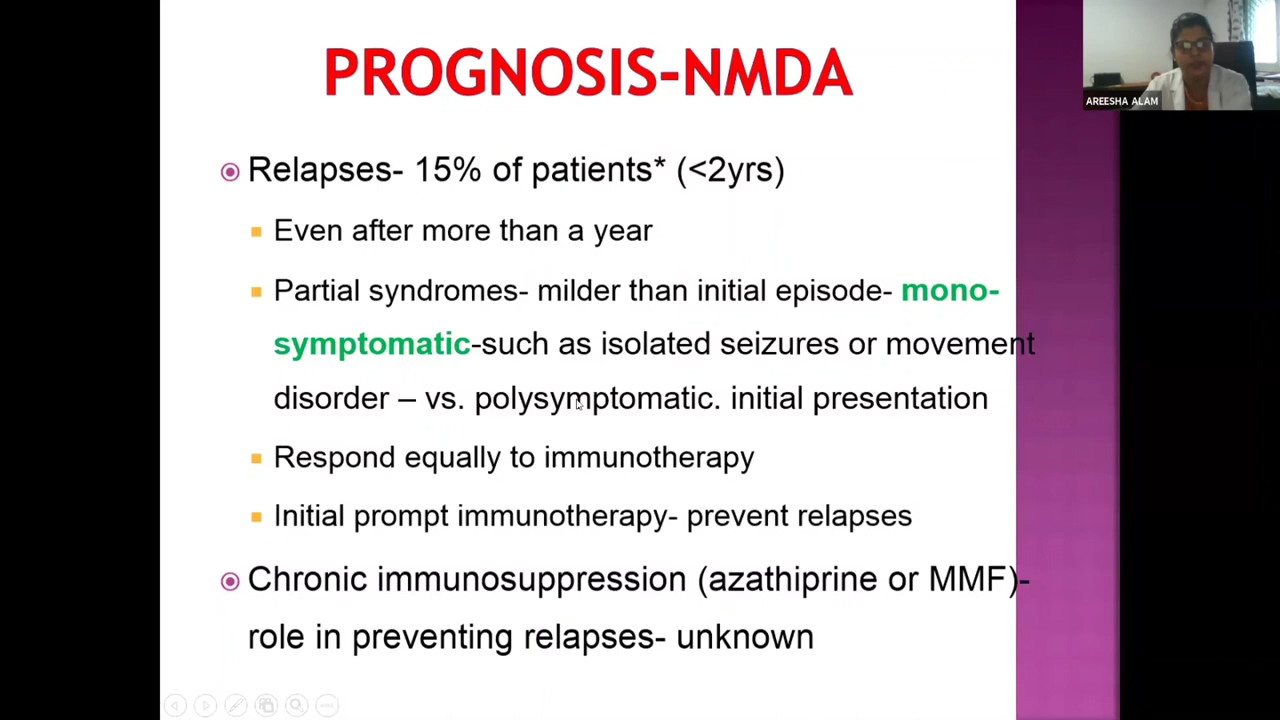 PROGNOSIS-NMDA
AREESHA ALAM
Relapses- 15% of patients* (<2yrs)
Even after more than a year
Partial syndromes- milder than initial episode- mono-
symptomatic-such as isolated seizures or movement
disorder – vs. polysymptomatic. initial presentation
Respond equally to immunotherapy
Initial prompt immunotherapy- prevent relapses
Chronic immunosuppression (azathiprine or MMF)-
role in preventing relapses- unknown